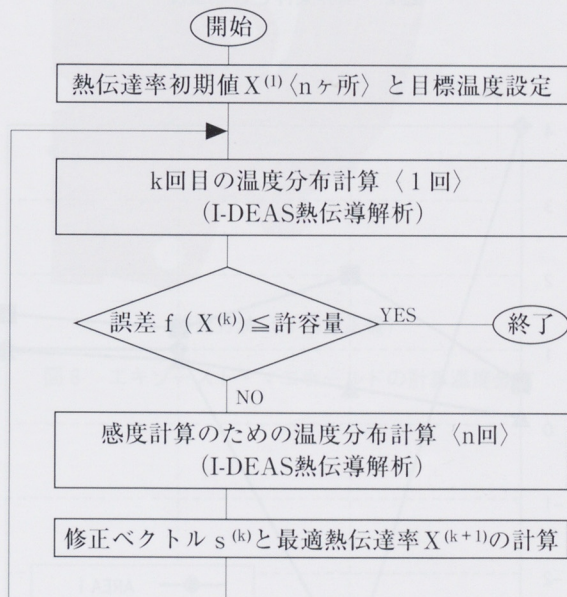 開始
熱伝達率初期値X⁽¹⁾〈nヶ所〉と目標温度設定
k回目の温度分布計算〈1回〉
(I-DEAS熱伝導解析)
誤差 f (X⁽ᵏ⁾)≦許容量
YES
終了
NO
感度計算のための温度分布計算〈n回〉
(I-DEAS熱伝導解析)
修正ベクトル s⁽ᵏ⁾と最適熱伝達率X⁽ᵏ⁺¹⁾の計算